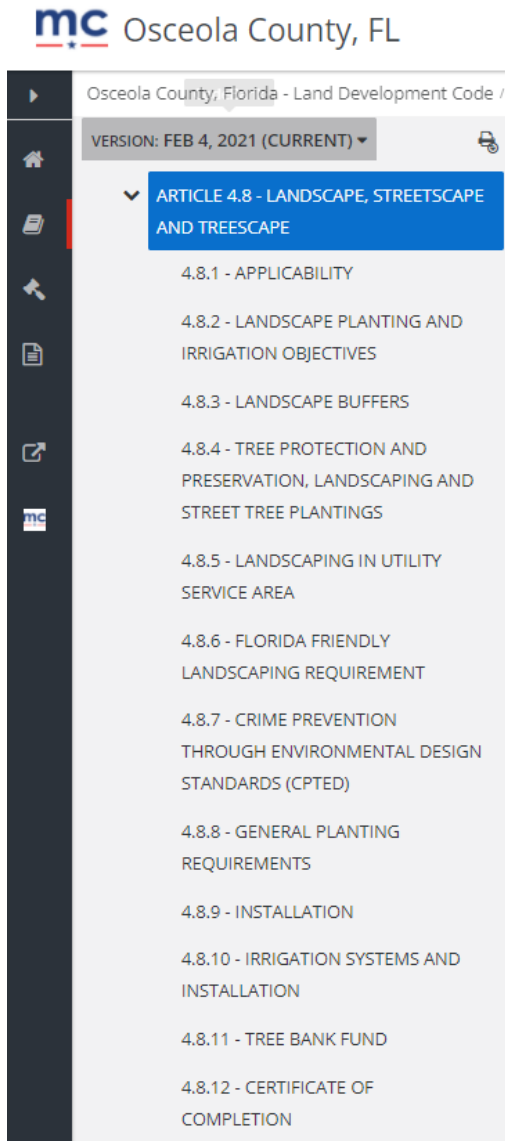 mc Osceola County, FL
Osceola County, Florida - Land Development Code /
VERSION: FEB 4, 2021 (CURRENT)
ARTICLE 4.8 - LANDSCAPE, STREETSCAPE
AND TREESCAPE
4.8.1 - APPLICABILITY
4.8.2 - LANDSCAPE PLANTING AND
IRRIGATION OBJECTIVES
4.8.3 - LANDSCAPE BUFFERS
4.8.4 - TREE PROTECTION AND
PRESERVATION, LANDSCAPING AND
STREET TREE PLANTINGS
4.8.5 - LANDSCAPING IN UTILITY
SERVICE AREA
4.8.6 - FLORIDA FRIENDLY
LANDSCAPING REQUIREMENT
4.8.7 - CRIME PREVENTION
THROUGH ENVIRONMENTAL DESIGN
STANDARDS (CPTED)
4.8.8 - GENERAL PLANTING
REQUIREMENTS
4.8.9 - INSTALLATION
mc
4.8.10 - IRRIGATION SYSTEMS AND
INSTALLATION
4.8.11 - TREE BANK FUND
4.8.12 - CERTIFICATE OF
COMPLETION